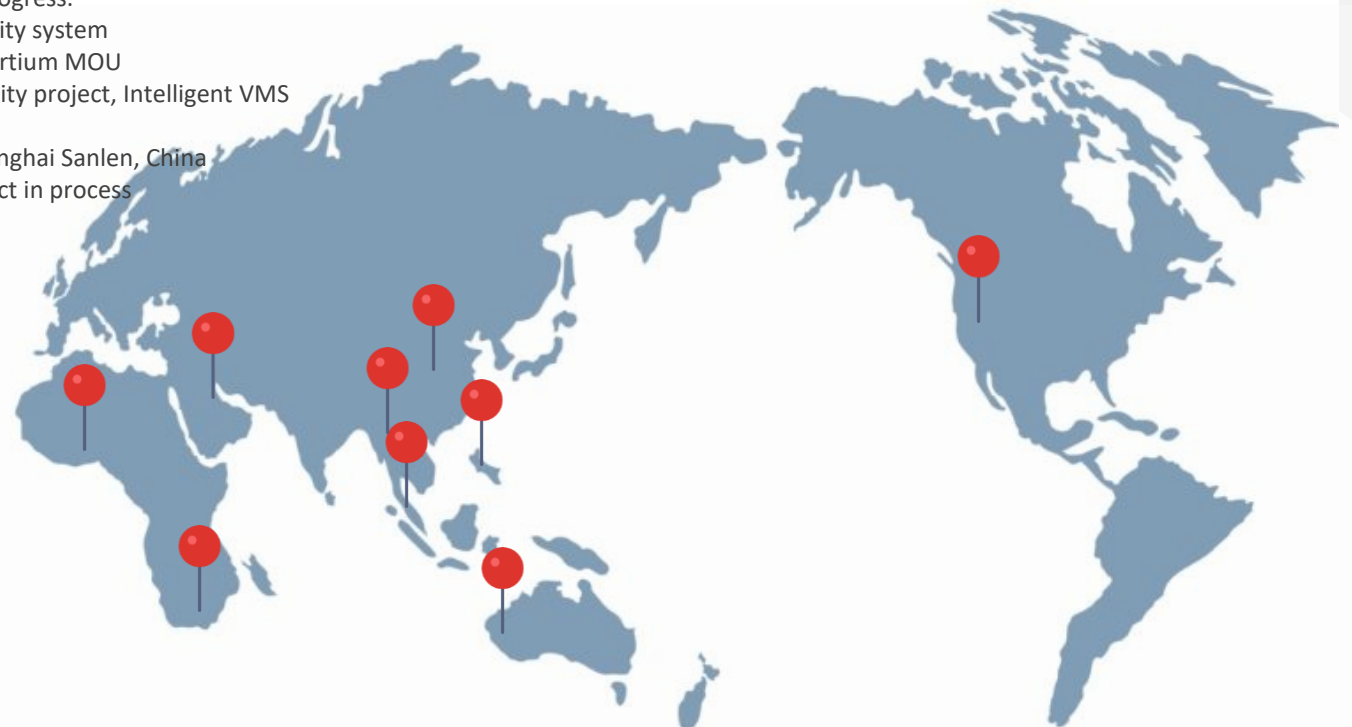 ity system
rtium MOU
ity project, Intelligent VMS
nghai Sanlen, China
ct in process